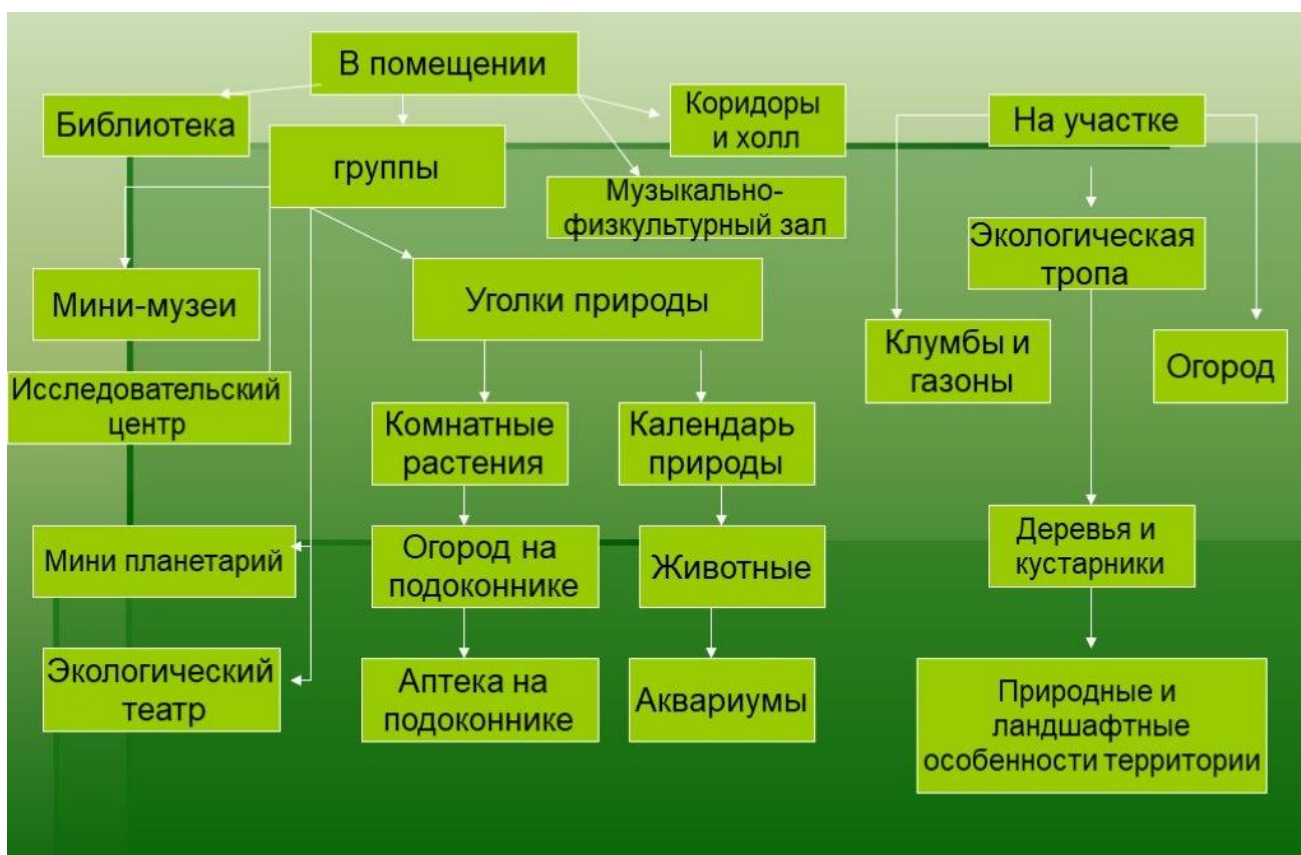 В помещении
Библиотека
Коридоры
и холл
На участке
группы
Музыкально-
физкультурный зал
Экологическая
тропа
Мини-музеи
Уголки природы
Клумбы и
газоны
Огород
Исследовательский
центр
Комнатные
растения
Календарь
природы
Мини планетарий
Огород на
подоконнике
Животные
Деревья и
кустарники
Экологический
театр
Аптека на
подоконнике
Аквариумы
Природные и
ландшафтные
особенности территории